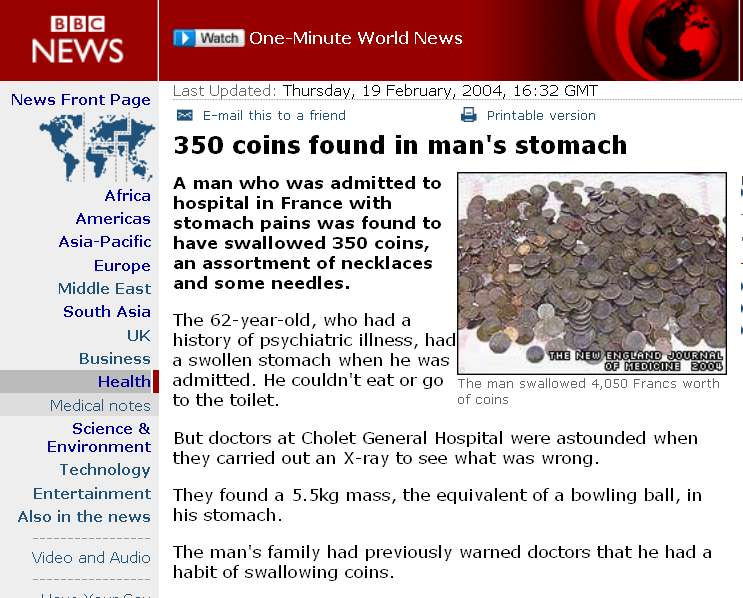 BBC
NEWS
Watch One-Minute World News
News Front Page
Africa
Americas
Asia-Pacific
Europe
Middle East
South Asia
UK
Business
Health
Medical notes
Science &
Environment
Technology
Entertainment
Also in the news
Video and Audio
Last Updated: Thursday, 19 February, 2004, 16:32 GMT
E-mail this to a friend
Printable version
350 coins found in man's stomach
A man who was admitted to
hospital in France with
stomach pains was found to
have swallowed 350 coins,
an assortment of necklaces
and some needles.
THE NEW ENGLAND JOURNAL
OF MEDICINE 2004
The man swallowed 4,050 Francs worth
of coins
The 62-year-old, who had a
history of psychiatric illness, had
a swollen stomach when he was
admitted. He couldn't eat or go
to the toilet.
But doctors at Cholet General Hospital were astounded when
they carried out an X-ray to see what was wrong.
They found a 5.5kg mass, the equivalent of a bowling ball, in
his stomach.
The man's family had previously warned doctors that he had a
habit of swallowing coins.